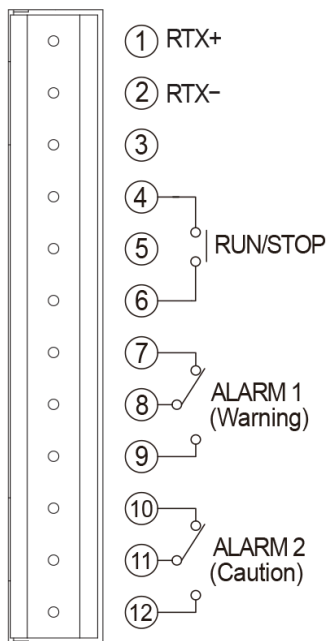 ① RTX+
② RTX−
③
④
⑤ RUN/STOP
⑥
⑦
⑧ ALARM 1
(Warning)
⑨
⑩
⑪ ALARM 2
(Caution)
⑫